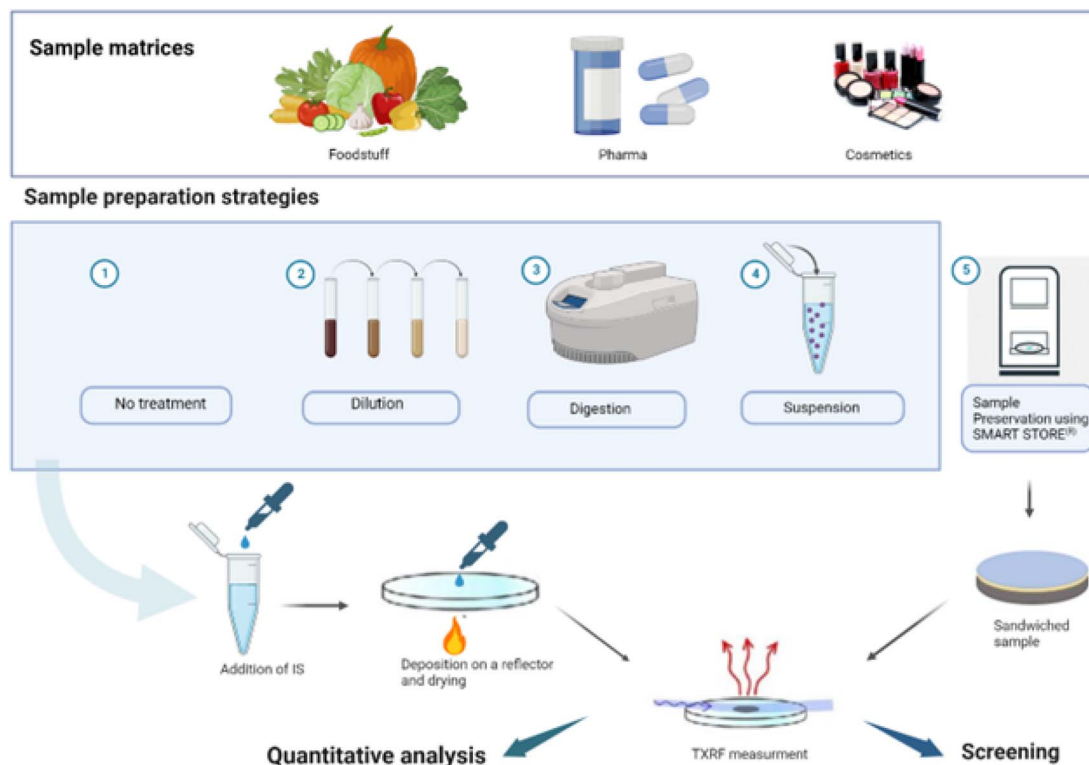 Sample matrices
Foodstuff
Pharma
Cosmetics
Sample preparation strategies
1
2
3
4
5
No treatment
Dilution
Digestion
Suspension
Sample
Preservation using
SMART STORE(R)
Addition of IS
Deposition on a reflector
and drying
Sandwiched
sample
TXRF measurment
Quantitative analysis
Screening